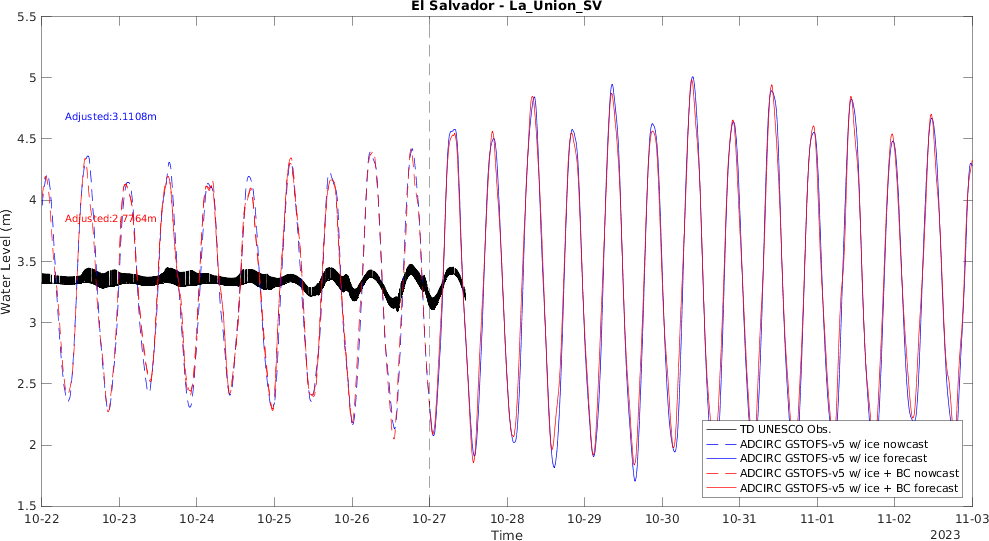 El Salvador - La_Union_SV
5.5
5
4.5
4
3.5
3
2.5
2
1.5
Water Level (m)
Adjusted:3.1108m
Adjusted:2.7764m
TD UNESCO Obs.
ADCIRC GSTOFS-v5 w/ ice nowcast
ADCIRC GSTOFS-v5 w/ ice forecast
ADCIRC GSTOFS-v5 w/ ice + BC nowcast
ADCIRC GSTOFS-v5 w/ ice + BC forecast
10-22 10-23 10-24 10-25 10-26 10-27 10-28 10-29 10-30 10-31 11-01 11-02 11-03
Time
2023